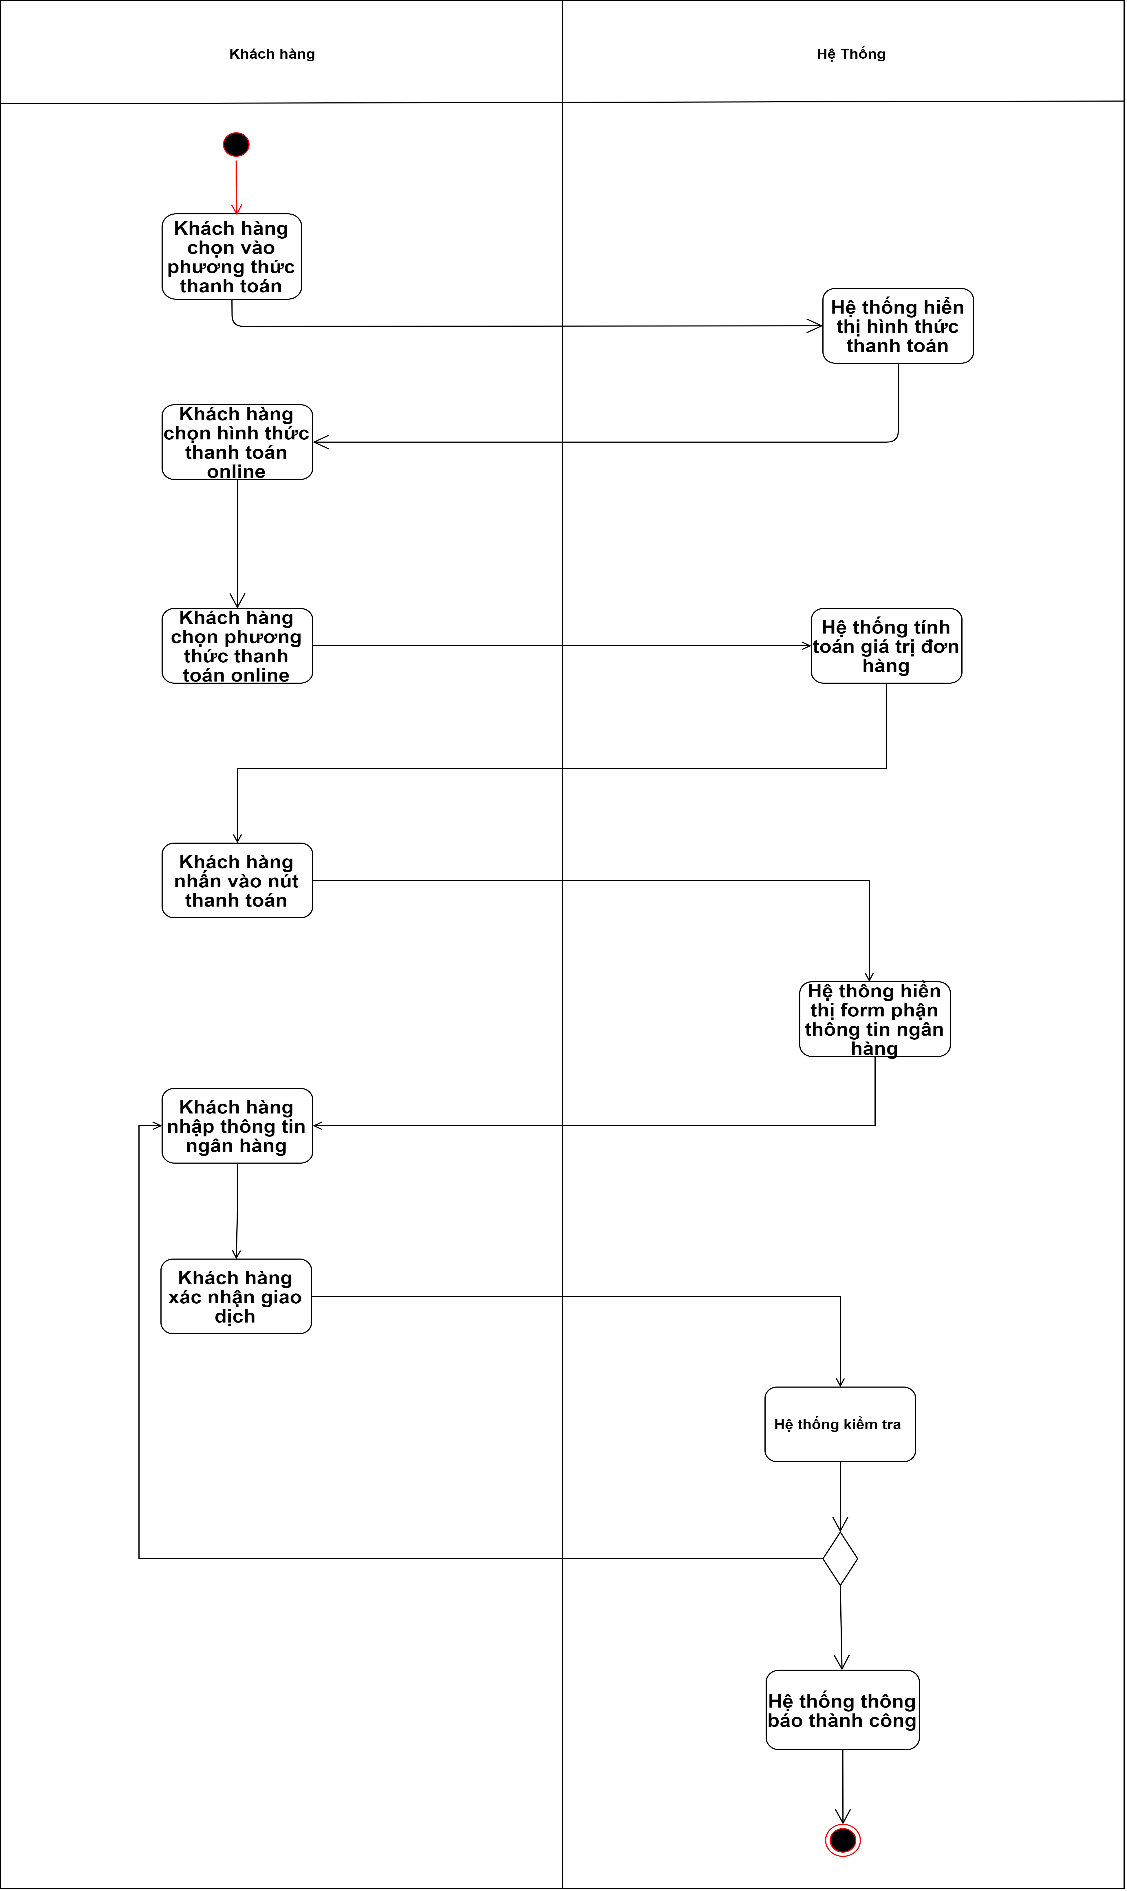 Khách hàng
Hệ Thống
Khách hàng
chọn vào
phương thức
thanh toán
Hệ thống hiển
thị hình thức
thanh toán
Khách hàng
chọn hình thức
thanh toán
online
Khách hàng
chọn phương
thức thanh
toán online
Hệ thống tính
toán giá trị đơn
hàng
Khách hàng
nhấn vào nút
thanh toán
Hệ thông hiển
thị form phận
thông tin ngân
hàng
Khách hàng
nhập thông tin
ngân hàng
Khách hàng
xác nhận giao
dịch
Hệ thống kiểm tra
Hệ thống thông
báo thành công